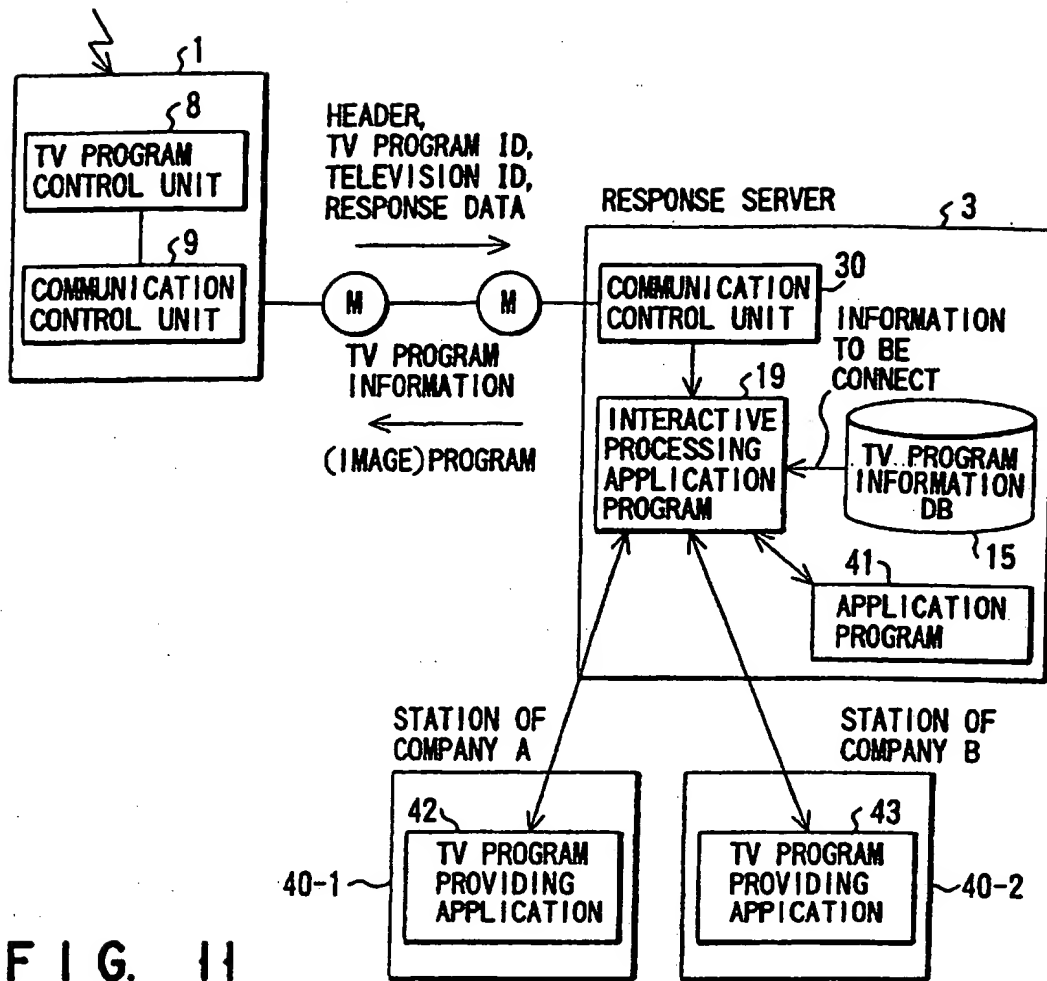 1
8
TV PROGRAM
CONTROL UNIT
9
COMMUNICATION
CONTROL UNIT
HEADER,
TV PROGRAM ID,
TELEVISION ID,
RESPONSE DATA
M
M
TV PROGRAM
INFORMATION
(IMAGE)PROGRAM
RESPONSE SERVER
3
COMMUNICATION
CONTROL UNIT
30
INFORMATION
TO BE
CONNECT
19
INTERACTIVE
PROCESSING
APPLICATION
PROGRAM
TV PROGRAM
INFORMATION
DB
15
41
APPLICATION
PROGRAM
STATION OF
COMPANY A
42
TV PROGRAM
PROVIDING
APPLICATION
40-1
STATION OF
COMPANY B
43
TV PROGRAM
PROVIDING
APPICATION
40-2
FIG. 11